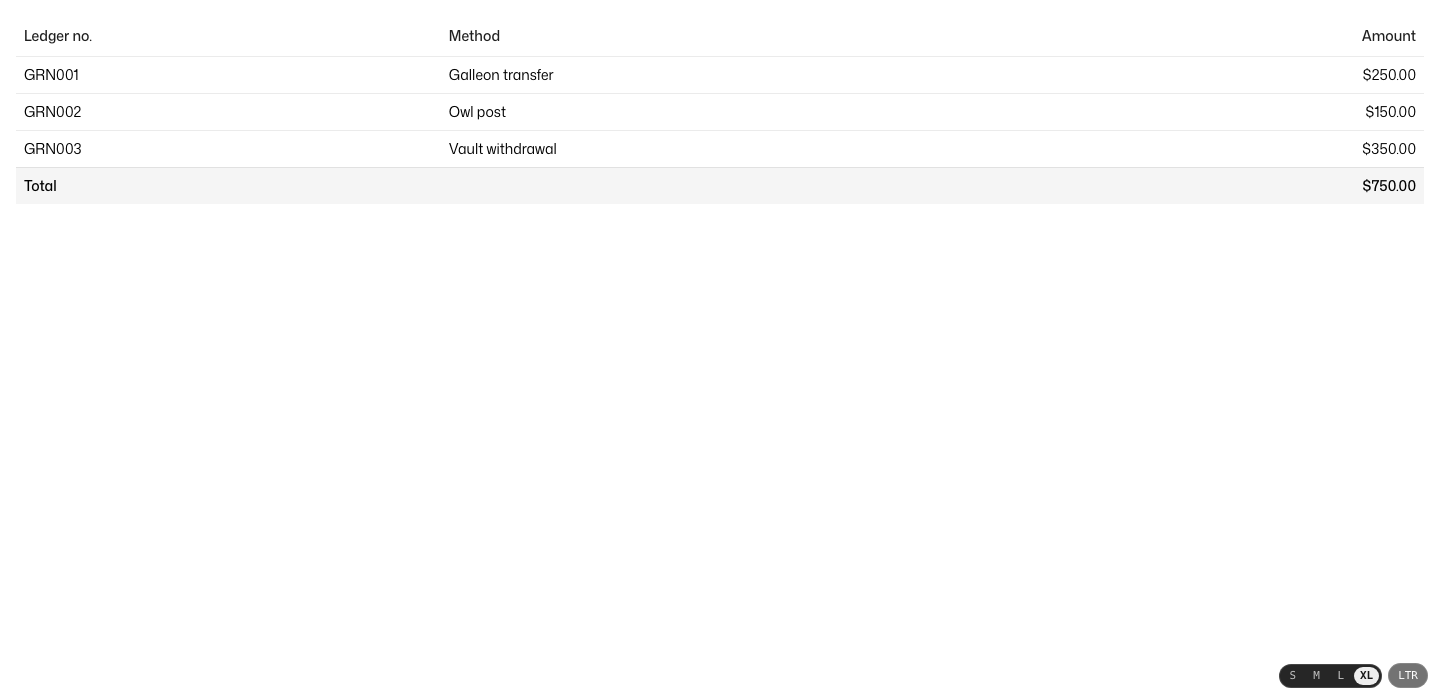 Ledger no. Method Amount
GRN001 Galleon transfer $250.00
GRN002 Owl post $150.00
GRN003 Vault withdrawal $350.00
Total $750.00
S M L XL LTR